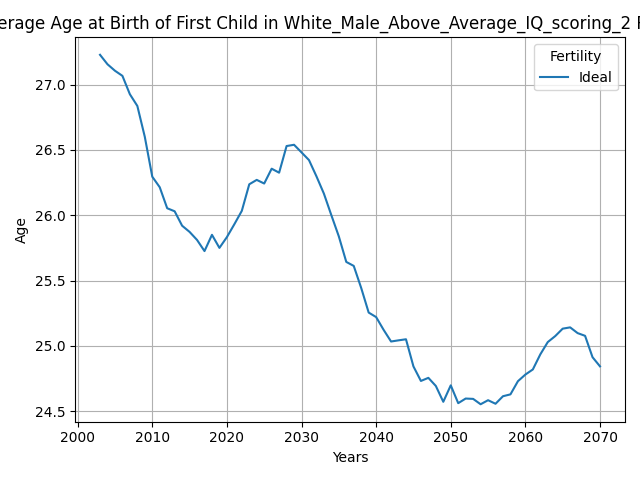 erage Age at Birth of First Child in White_Male_Above_Average_IQ_scoring_2
Fertility
Ideal
27.0
26.5
26.0
25.5
25.0
24.5
Age
2000 2010 2020 2030 2040 2050 2060 2070
Years